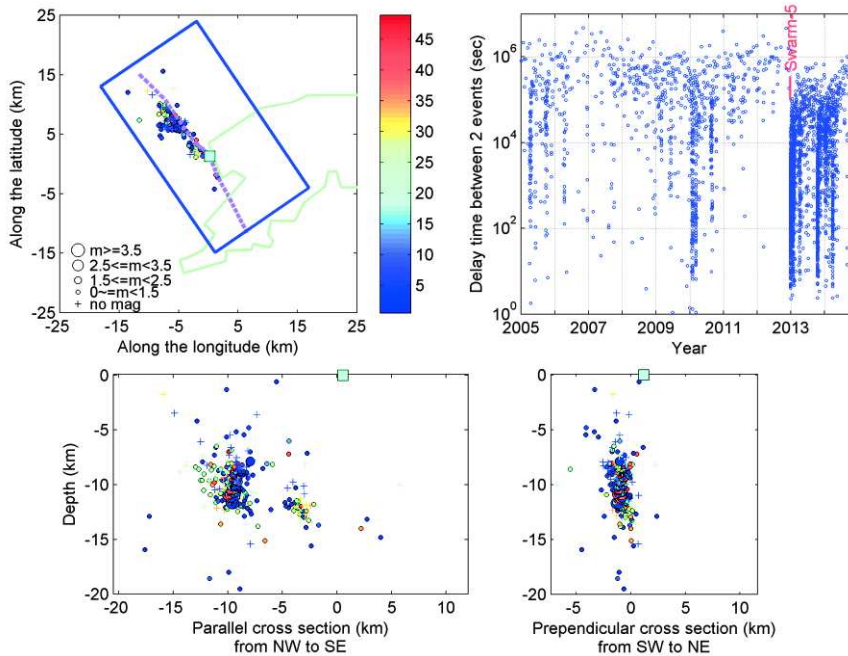 25
15
5
-5
-15
-25
Along the latitude (km)
m>=3.5
2.5<=m<3.5
1.5<=m<2.5
0~=m<1.5
no mag
-25 -15 -5 5 15 25
Along the longitude (km)
45
40
35
30
25
20
15
10
5
Swarm-5
Delay time between 2 events (sec)
10^6
10^4
10^2
10^0
2005 2007 2009 2011 2013
Year
0
-5
-10
-15
-20
Depth (km)
-20 -15 -10 -5 0 5 10
Parallel cross section (km)
from NW to SE
0
-5
-10
-15
-20
-5 0 5 10
Prependicular cross section (km)
from SW to NE